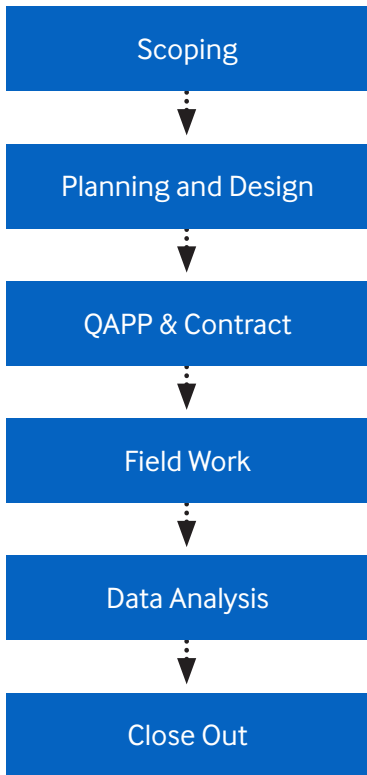 Scoping
Planning and Design
QAPP & Contract
Field Work
Data Analysis
Close Out